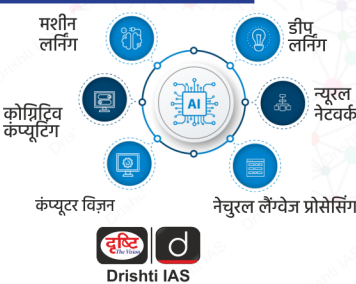 मशीन
लर्निंग
डीप
लर्निंग
कोग्निटिव
कंप्यूटिंग
AI
न्यूरल
नेटवर्क
कंप्यूटर विज़न
नेचुरल लैंग्वेज प्रोसेसिंग
दृष्टि
The Vision
Drishti IAS